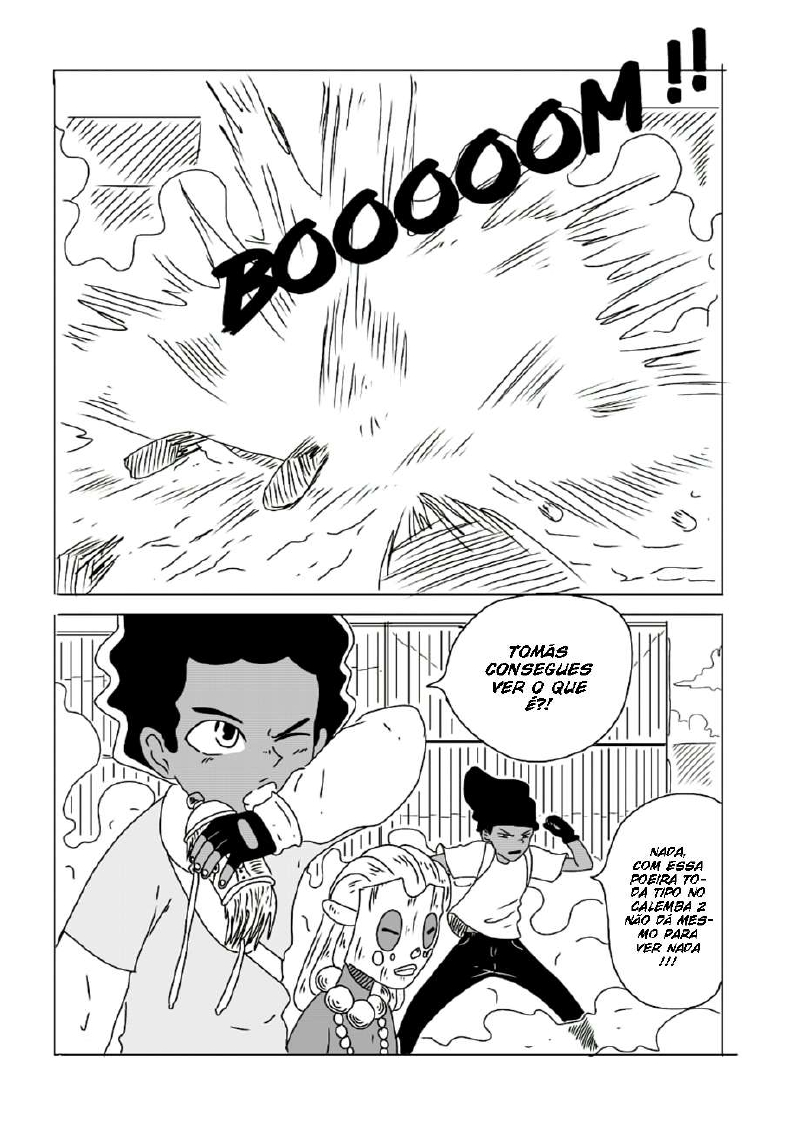 BOOOOOM!!
TOMÁS
CONSEGUES
VER O QUE
É?!
NADA,
COM ESSA
POEIRA TO-
DA TIPO NO
CALEMBA 2
NÃO DÁ MES-
MO PARA
VER NADA
!!!